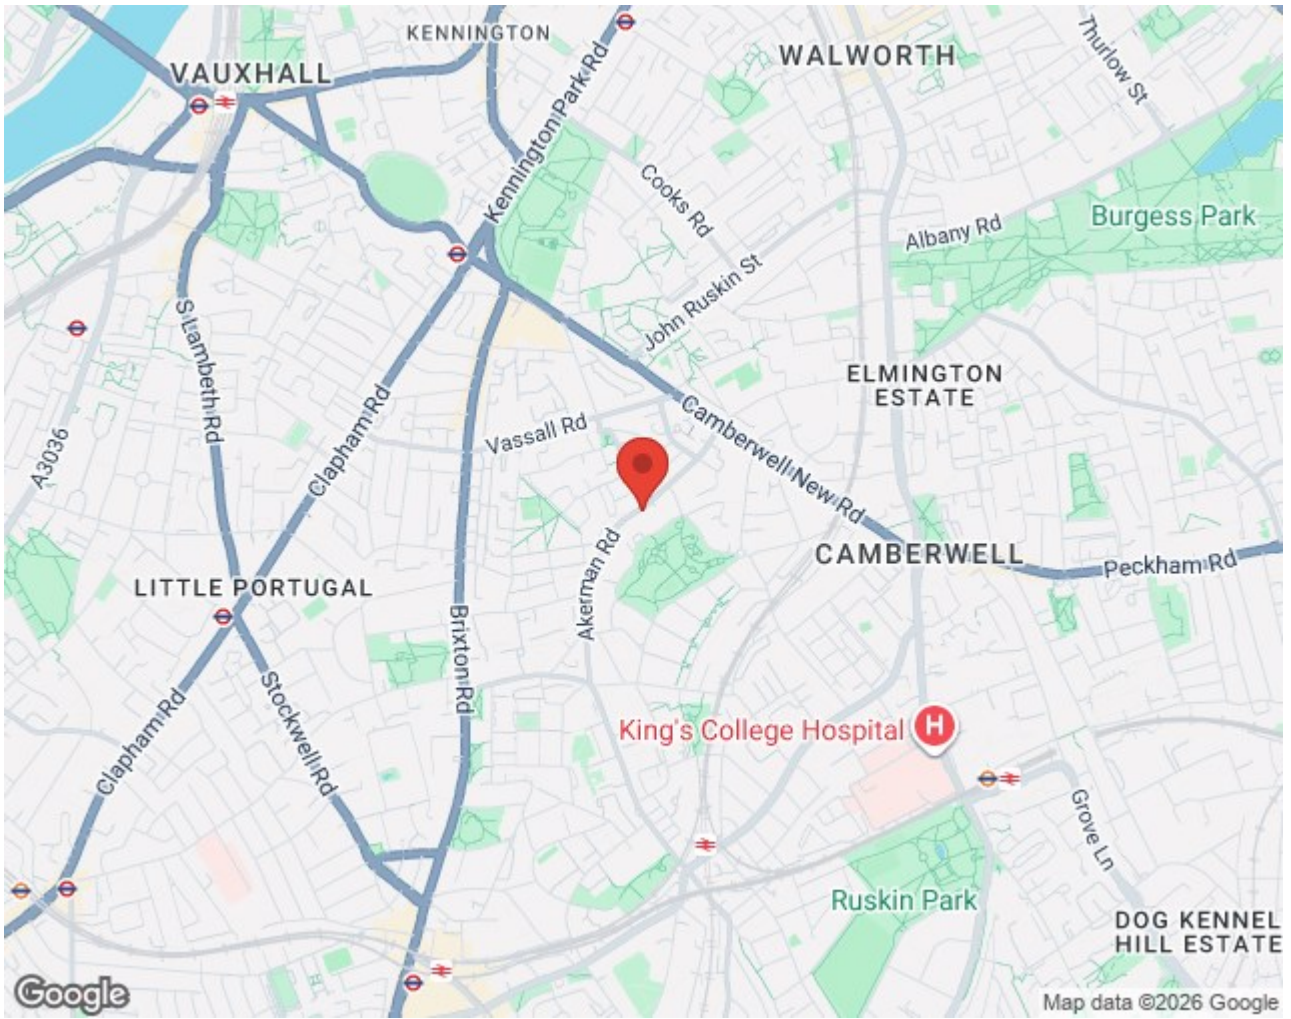 KENNINGTON
WALWORTH
VAUXHALL
Thurlow St
Kennington Park Rd
Cooks Rd
Burgess Park
Albany Rd
John Ruskin St
S Lambeth Rd
ELMINGTON
ESTATE
Clapham Rd
Camberwell New Rd
Vassall Rd
A3036
Akerman Rd
CAMBERWELL
Peckham Rd
LITTLE PORTUGAL
Brixton Rd
Stockwell Rd
Clapham Rd
King's College Hospital
H
Grove Ln
Ruskin Park
DOG KENNEL
HILL ESTATE
Google
Map data ©2026 Google